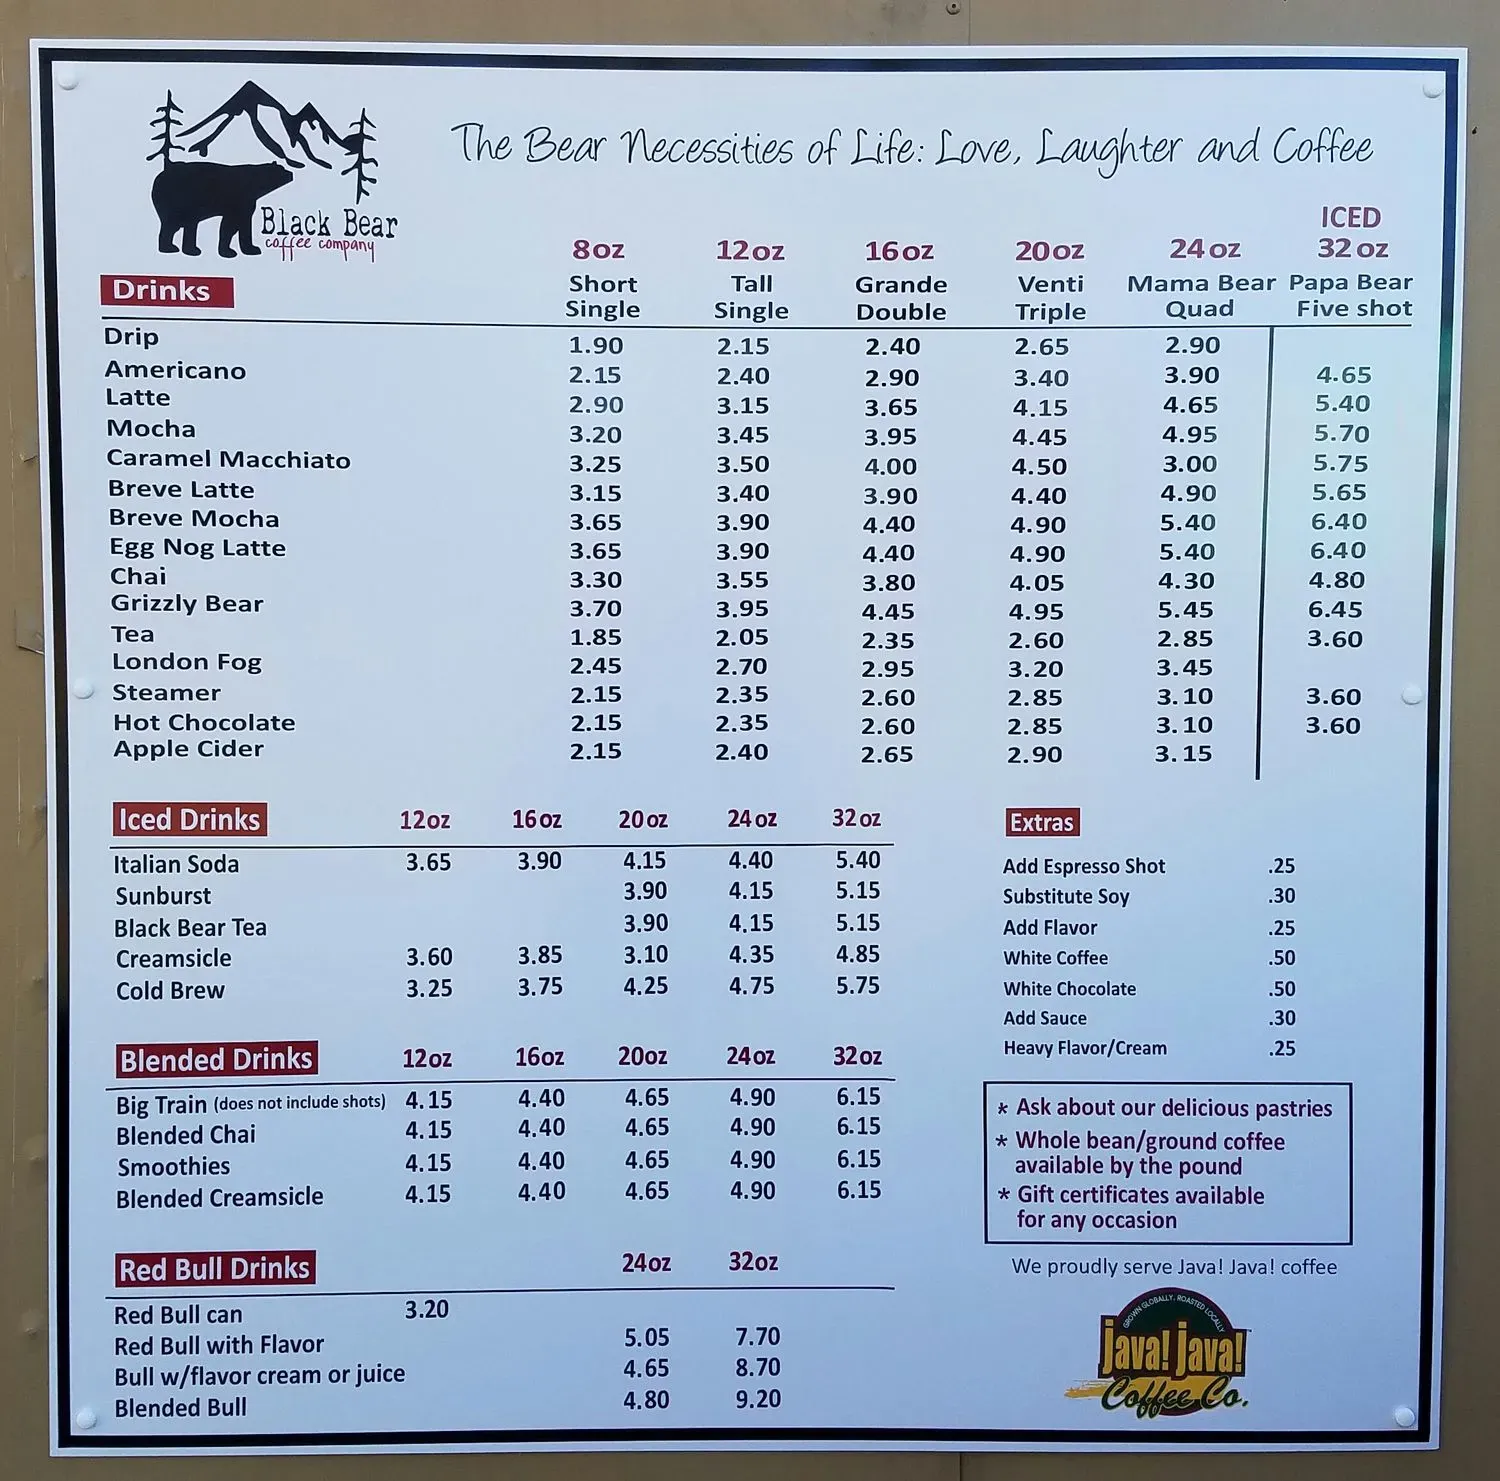 The Bear Necessities of Life: Love, Laughter and Coffee
Black Bear
coffee company
ICED
8oz 12oz 16oz 20oz 24oz 32oz
Drinks Short Tall Grande Venti Mama Bear Papa Bear
Single Single Double Triple Quad Five shot
Drip 1.90 2.15 2.40 2.65 2.90
Americano 2.15 2.40 2.90 3.40 3.90 4.65
Latte 2.90 3.15 3.65 4.15 4.65 5.40
Mocha 3.20 3.45 3.95 4.45 4.95 5.70
Caramel Macchiato 3.25 3.50 4.00 4.50 3.00 5.75
Breve Latte 3.15 3.40 3.90 4.40 4.90 5.65
Breve Mocha 3.65 3.90 4.40 4.90 5.40 6.40
Egg Nog Latte 3.65 3.90 4.40 4.90 5.40 6.40
Chai 3.30 3.55 3.80 4.05 4.30 4.80
Grizzly Bear 3.70 3.95 4.45 4.95 5.45 6.45
Tea 1.85 2.05 2.35 2.60 2.85 3.60
London Fog 2.45 2.70 2.95 3.20 3.45
Steamer 2.15 2.35 2.60 2.85 3.10 3.60
Hot Chocolate 2.15 2.35 2.60 2.85 3.10 3.60
Apple Cider 2.15 2.40 2.65 2.90 3.15
Iced Drinks 12oz 16oz 20oz 24oz 32oz
Italian Soda 3.65 3.90 4.15 4.40 5.40
Sunburst 3.90 4.15 5.15
Black Bear Tea 3.90 4.15 5.15
Creamsicle 3.60 3.85 3.10 4.35 4.85
Cold Brew 3.25 3.75 4.25 4.75 5.75
Blended Drinks 12oz 16oz 20oz 24oz 32oz
Big Train (does not include shots) 4.15 4.40 4.65 4.90 6.15
Blended Chai 4.15 4.40 4.65 4.90 6.15
Smoothies 4.15 4.40 4.65 4.90 6.15
Blended Creamsicle 4.15 4.40 4.65 4.90 6.15
Red Bull Drinks 24oz 32oz
Red Bull can 3.20
Red Bull with Flavor 5.05 7.70
Bull w/flavor cream or juice 4.65 8.70
Blended Bull 4.80 9.20
Extras
Add Espresso Shot .25
Substitute Soy .30
Add Flavor .25
White Coffee .50
White Chocolate .50
Add Sauce .30
Heavy Flavor/Cream .25
* Ask about our delicious pastries
* Whole bean/ground coffee
available by the pound
* Gift certificates available
for any occasion
We proudly serve Java! Java! coffee
GROWN GLOBALLY. ROASTED LOCALLY
Java! Java!
Coffee Co.